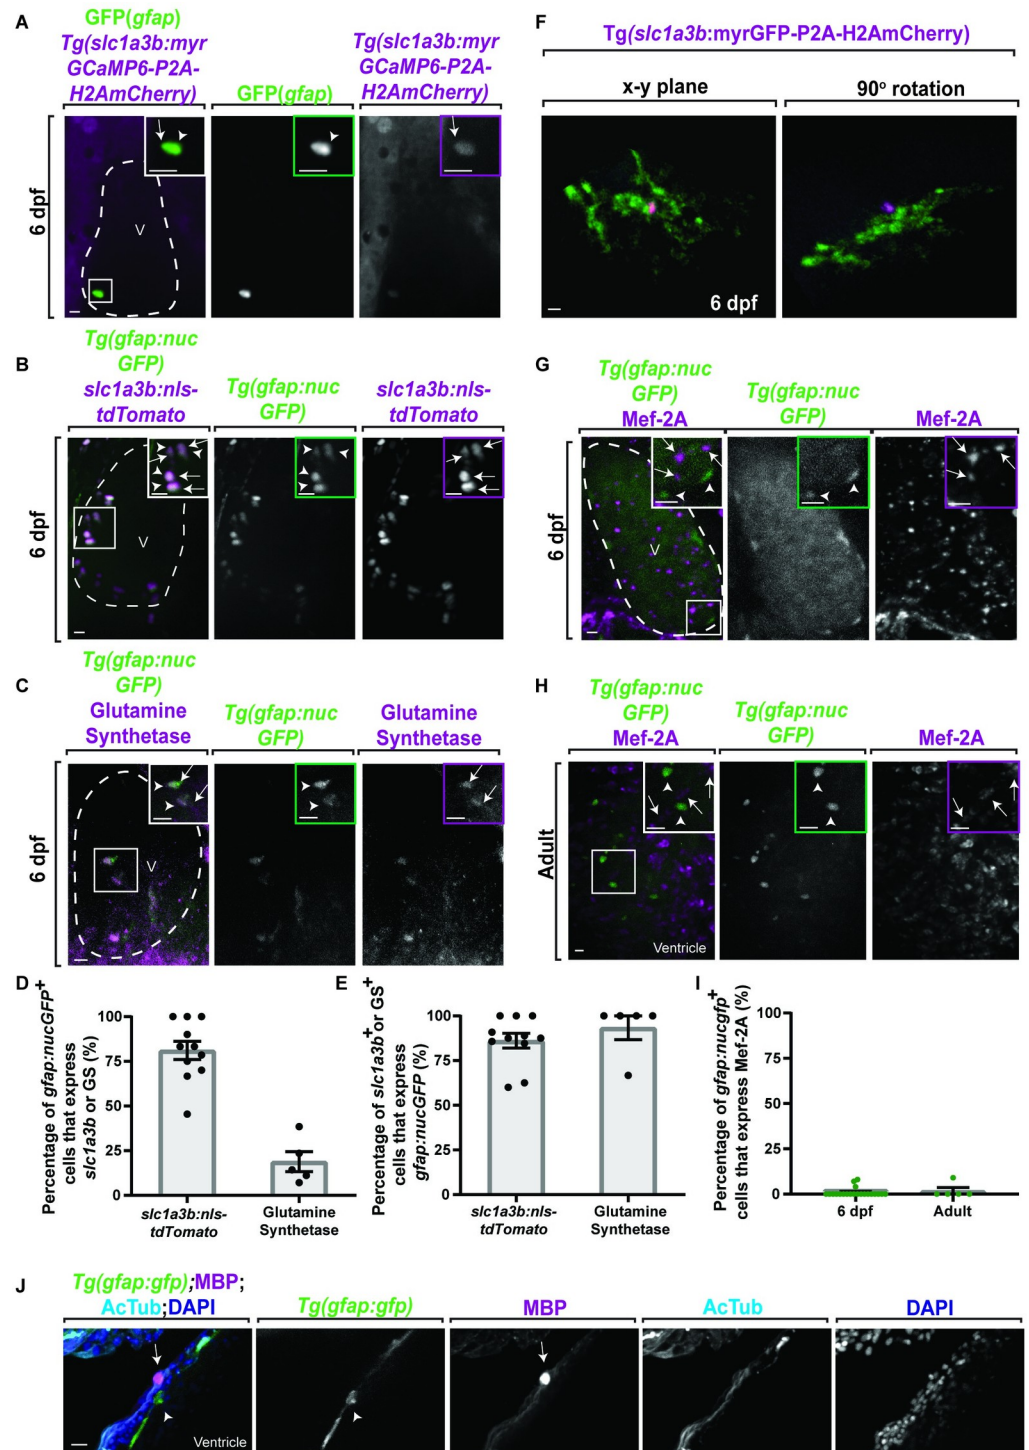 A
GFP(gfap)
Tg(slc1a3b:myr
GCaMP6-P2A-
H2AmCherry)
GFP(gfap)
Tg(slc1a3b:myr
GCaMP6-P2A-
H2AmCherry)
6 dpf
V
F
Tg(slc1a3b:myrGFP-P2A-H2AmCherry)
x-y plane
90º rotation
6 dpf
B
Tg(gfap:nuc
GFP)
slc1a3b:nls-
tdTomato
Tg(gfap:nuc
GFP)
slc1a3b:nls-
tdTomato
6 dpf
V
G
Tg(gfap:nuc
GFP)
Mef-2A
Tg(gfap:nuc
GFP)
Mef-2A
6 dpf
V
C
Tg(gfap:nuc
GFP)
Glutamine
Synthetase
Tg(gfap:nuc
GFP)
Glutamine
Synthetase
6 dpf
V
H
Tg(gfap:nuc
GFP)
Mef-2A
Tg(gfap:nuc
GFP)
Mef-2A
Adult
Ventricle
D
Percentage of gfap:nucGFP+
cells that express
slc1a3b or GS (%)
100
75
50
25
0
slc1a3b:nls-
tdTomato
Glutamine
Synthetase
E
Percentage of slc1a3b+ or GS+
cells that express
gfap:nucGFP (%)
100
75
50
25
0
slc1a3b:nls-
tdTomato
Glutamine
Synthetase
I
Percentage of gfap:nucgfp+
cells that express Mef-2A (%)
100
75
50
25
0
6 dpf
Adult
J
Tg(gfap:gfp);MBP;
AcTub;DAPI
Tg(gfap:gfp)
MBP
AcTub
DAPI
Ventricle